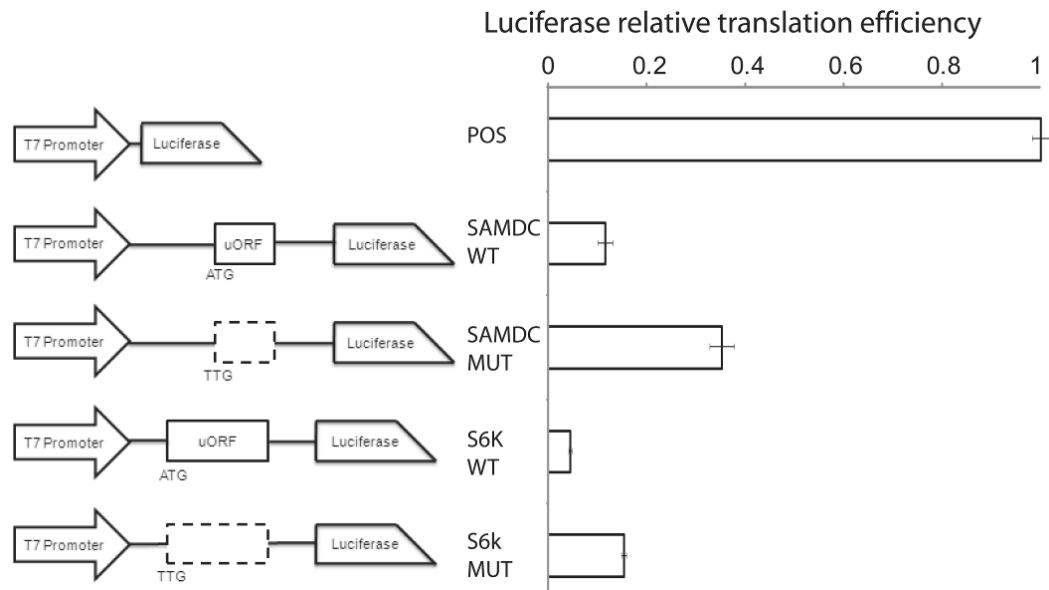 Luciferase relative translation efficiency
0 0.2 0.4 0.6 0.8 1
T7 Promoter Luciferase POS
T7 Promoter uORF Luciferase SAMDC
WT
ATG
T7 Promoter Luciferase SAMDC
MUT
TTG
T7 Promoter uORF Luciferase S6K
WT
ATG
T7 Promoter Luciferase S6k
MUT
TTG